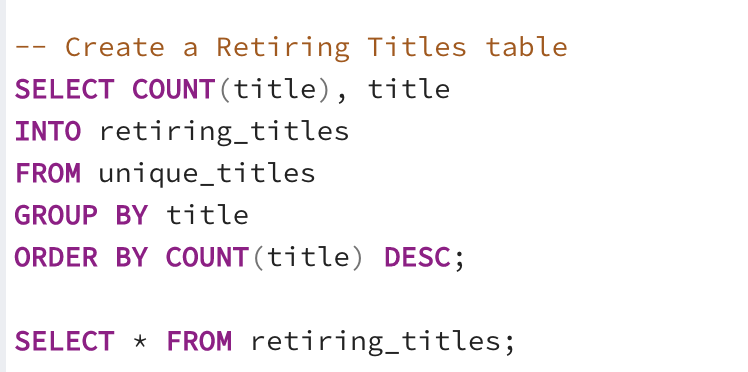 -- Create a Retiring Titles table
SELECT COUNT(title), title
INTO retiring_titles
FROM unique_titles
GROUP BY title
ORDER BY COUNT(title) DESC;
SELECT * FROM retiring_titles;